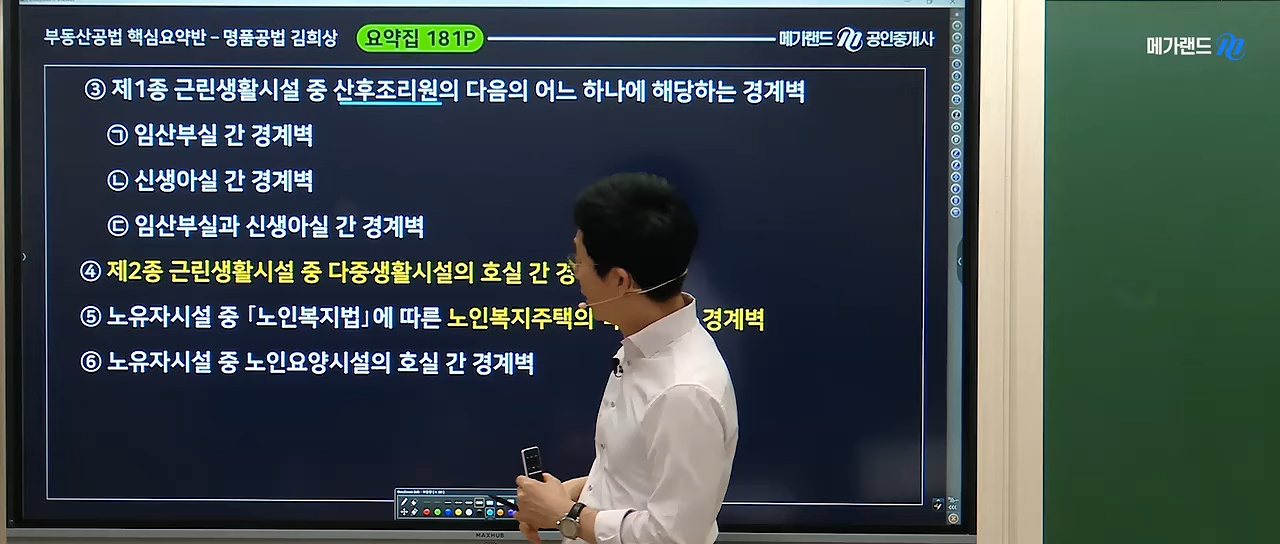 부동산공법 핵심요약반 – 명품공법 김희상 요약집 181P 메가랜드 공인중개사
메가랜드
③ 제1종 근린생활시설 중 산후조리원의 다음의 어느 하나에 해당하는 경계벽
㉠ 임산부실 간 경계벽
㉡ 신생아실 간 경계벽
㉢ 임산부실과 신생아실 간 경계벽
④ 제2종 근린생활시설 중 다중생활시설의 호실 간
⑤ 노유자시설 중 「노인복지법」에 따른 노인복지주택의 경계벽
⑥ 노유자시설 중 노인요양시설의 호실 간 경계벽
MAXHUB